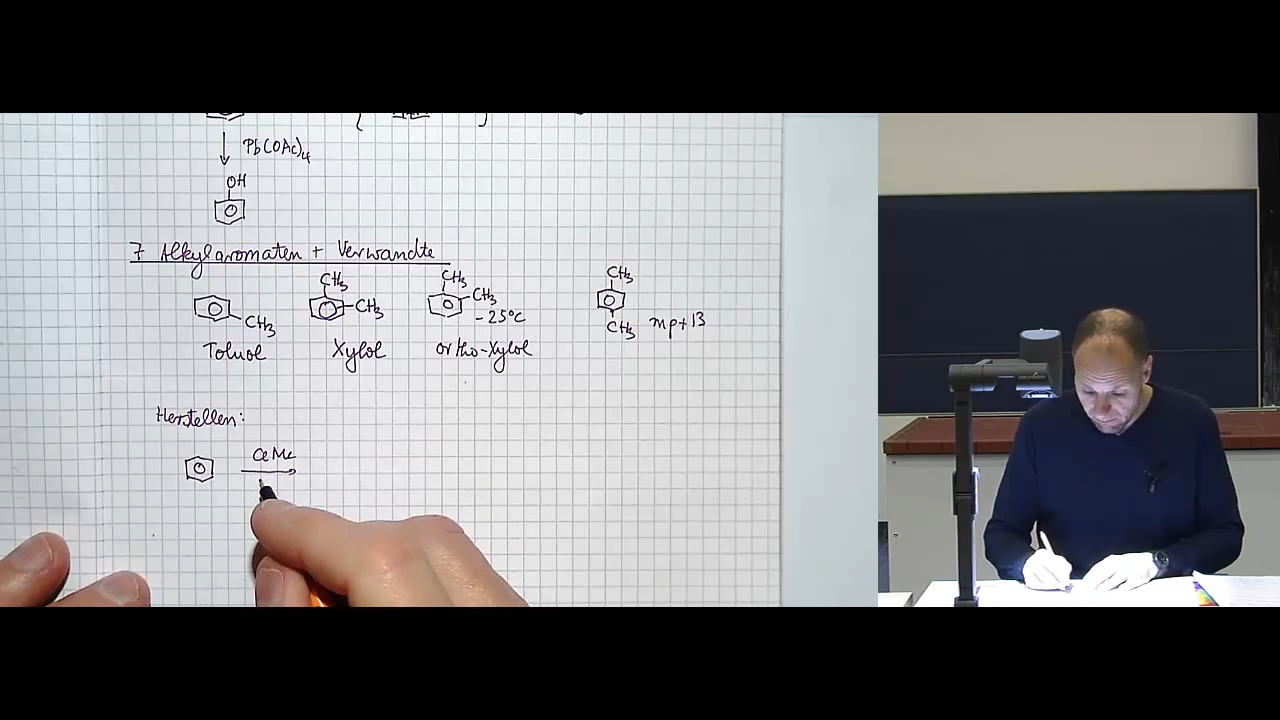 Pb(OAc)4
OH
7 Alkylaromaten + Verwandte
CH3 CH3 CH3
CH3 CH3 CH3
-25°C
CH3 mp+13
Toluol Xylol ortho-Xylol
Herstellen:
ClMe